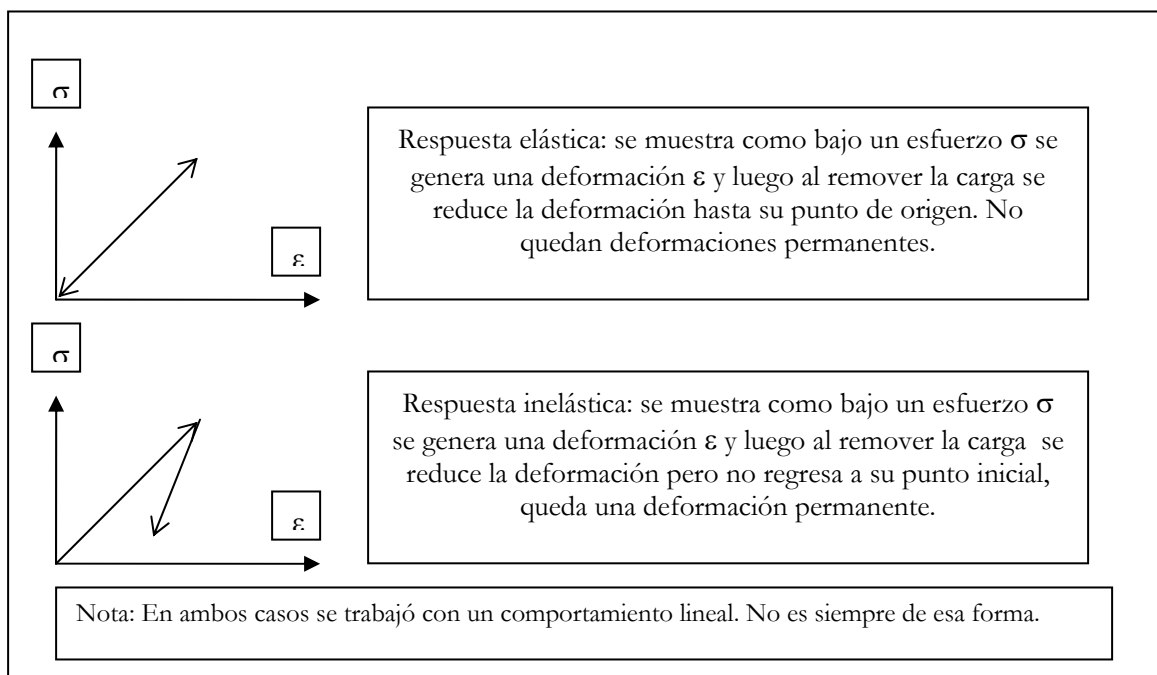 σ
Respuesta elástica: se muestra como bajo un esfuerzo σ se
genera una deformación ε y luego al remover la carga se
reduce la deformación hasta su punto de origen. No
quedan deformaciones permanentes.
ε
σ
Respuesta inelástica: se muestra como bajo un esfuerzo σ
se genera una deformación ε y luego al remover la carga se
reduce la deformación pero no regresa a su punto inicial,
queda una deformación permanente.
ε
Nota: En ambos casos se trabajó con un comportamiento lineal. No es siempre de esa forma.